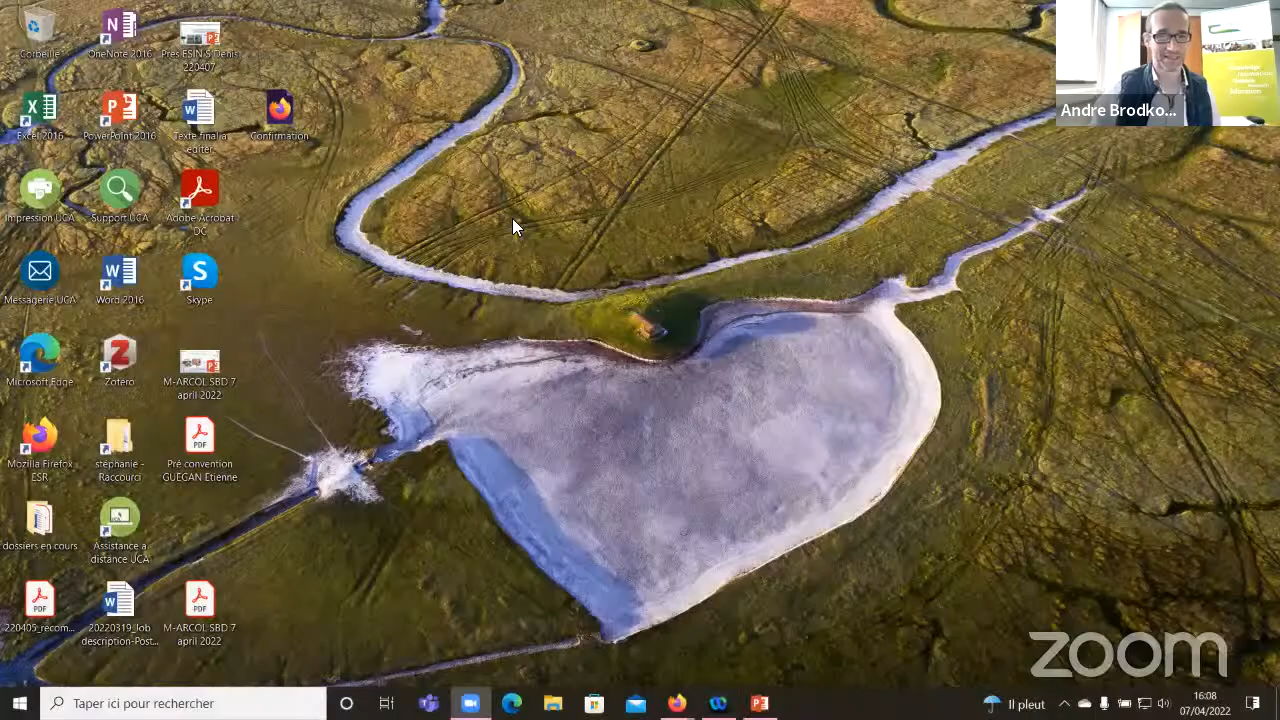 Corbeille
OneNote 2016
Pres ESIN-S Denis
220407
Excel 2016
PowerPoint 2016
Texte final a
editer
Confirmation
Impression UCA
Support UCA
Adobe Acrobat
DC
Messagerie UCA
Word 2016
Skype
Microsoft Edge
Zotero
M-ARCOL SBD 7
april 2022
Mozilla Firefox
ESR
stéphanie -
Raccourci
Pré convention
GUEGAN Etienne
dossiers en cours
Assistance a
distance UCA
220405_recom...
20220319_Job
description-Post...
M-ARCOL SBD 7
april 2022
Andre Brodko...
zoom
Taper ici pour rechercher
Il pleut
16:08
07/04/2022